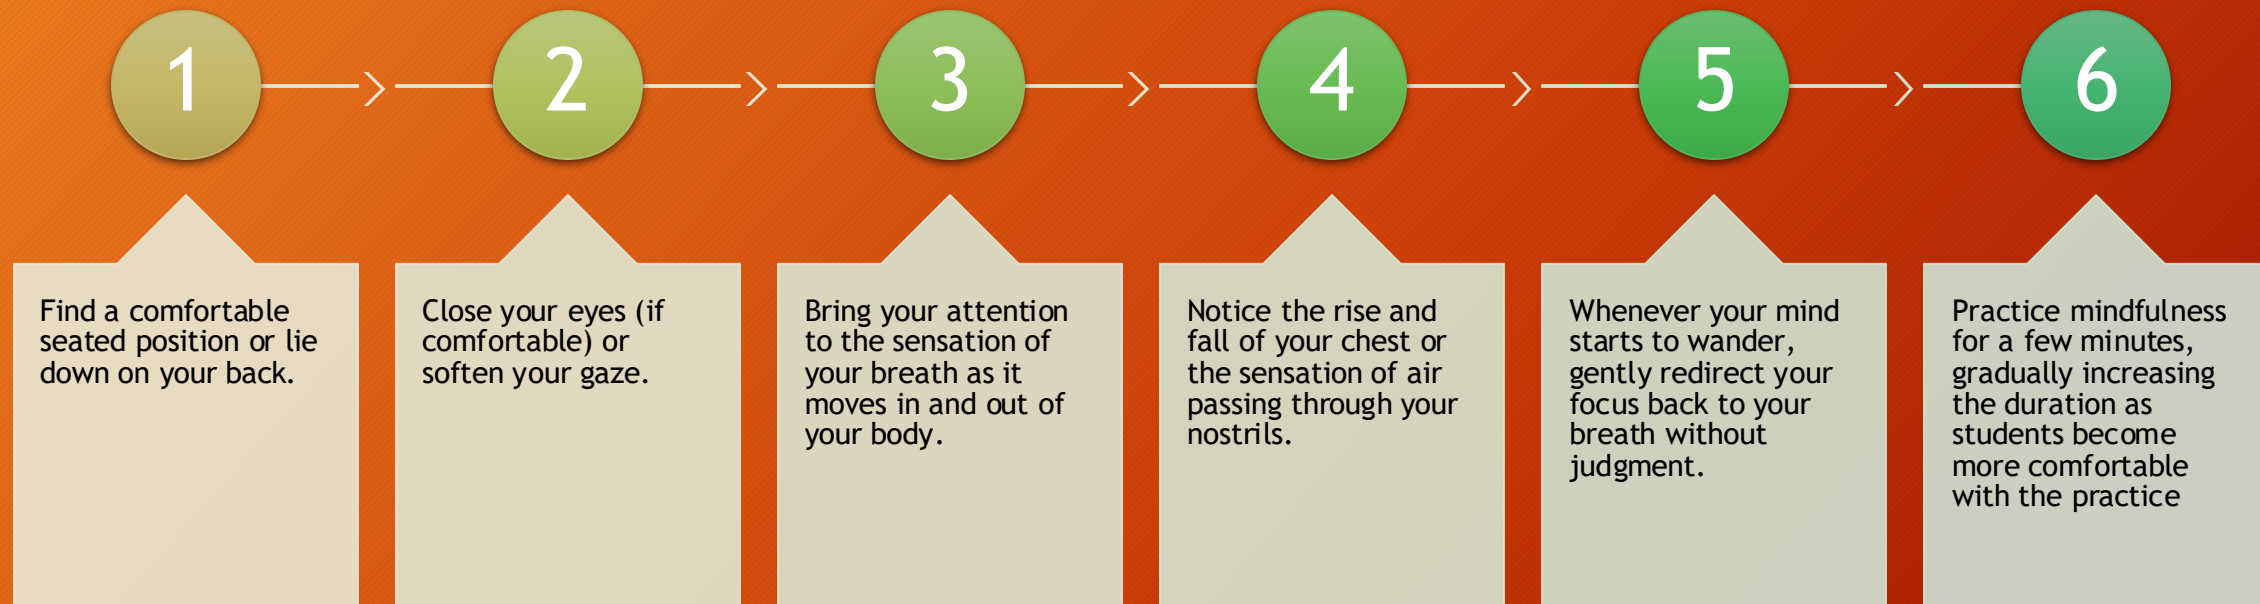 1
2
3
4
5
6
Find a comfortable
seated position or lie
down on your back.
Close your eyes (if
comfortable) or
soften your gaze.
Bring your attention
to the sensation of
your breath as it
moves in and out of
your body.
Notice the rise and
fall of your chest or
the sensation of air
passing through your
nostrils.
Whenever your mind
starts to wander,
gently redirect your
focus back to your
breath without
judgment.
Practice mindfulness
for a few minutes,
gradually increasing
the duration as
students become
more comfortable
with the practice